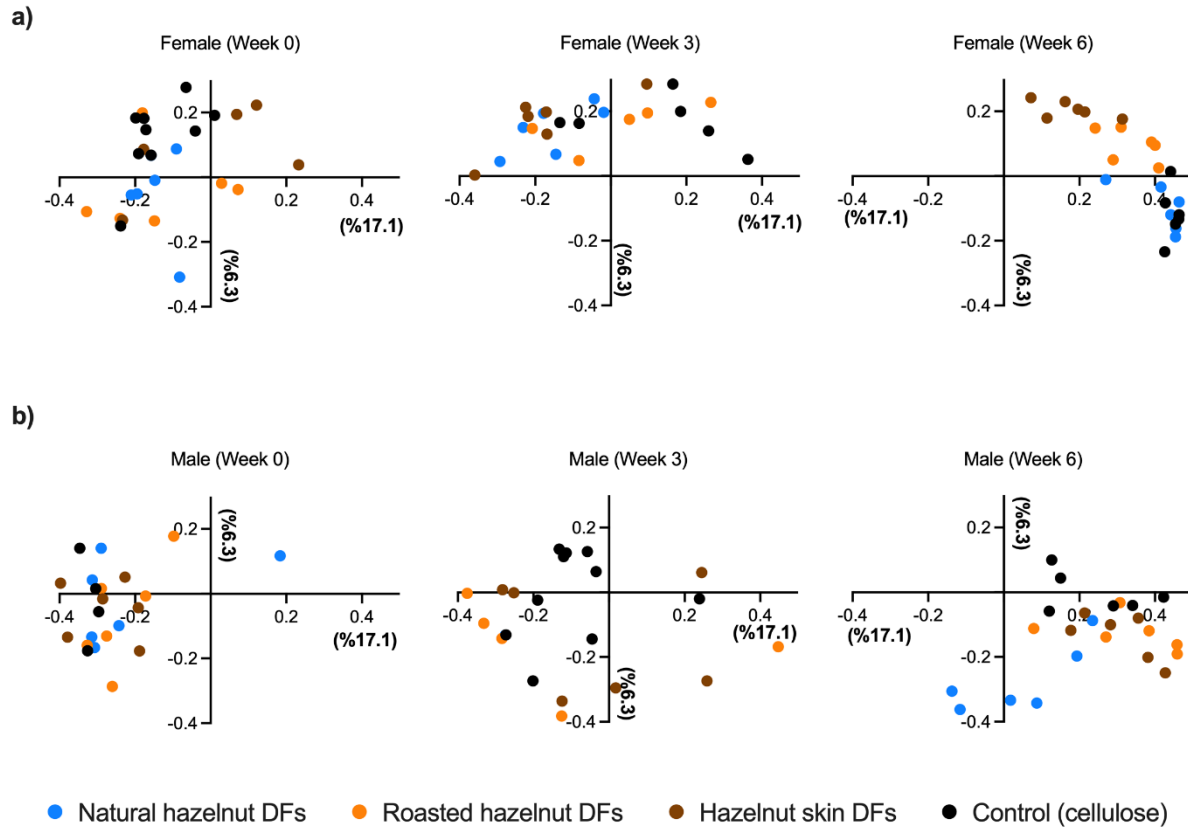 a)
Female (Week 0) Female (Week 3) Female (Week 6)
0.2 0.2 0.2
-0.4 -0.2 0.2 0.4 -0.4 -0.2 0.2 0.4 -0.4 -0.2 0.2 0.4
(%17.1) (%17.1) (%17.1)
-0.2 -0.2 -0.2
(%6.3) (%6.3) (%6.3)
-0.4 -0.4 -0.4
b)
Male (Week 0) Male (Week 3) Male (Week 6)
(%6.3) (%6.3)
0.2 0.2 0.2
-0.4 -0.2 0.2 0.4 -0.4 -0.2 0.2 0.4 -0.4 -0.2 0.2 0.4
(%17.1) (%17.1) (%17.1)
-0.2 -0.2 -0.2
(%6.3)
-0.4 -0.4 -0.4
Natural hazelnut DFs Roasted hazelnut DFs Hazelnut skin DFs Control (cellulose)